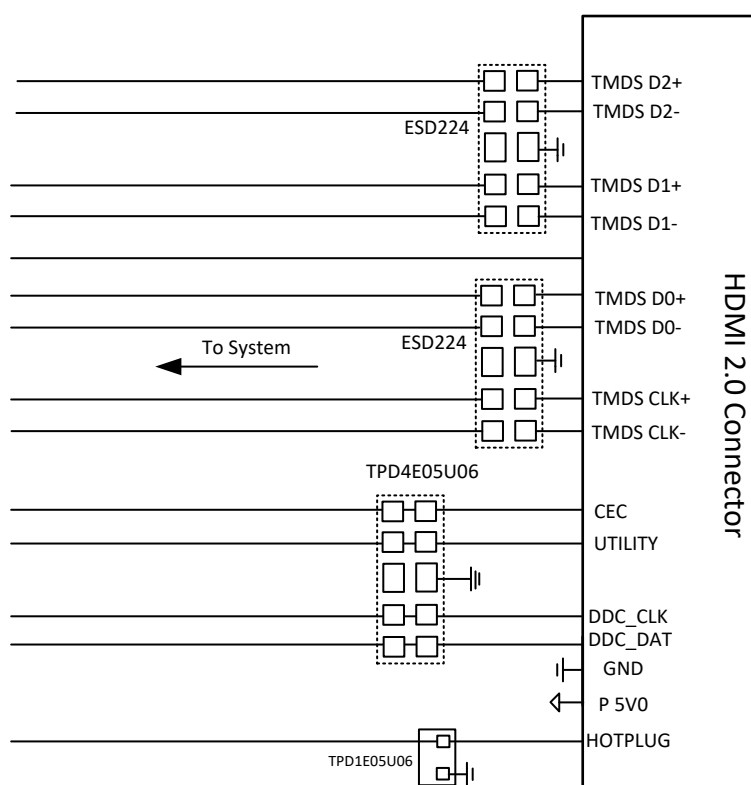 TMDS D2+
TMDS D2-
ESD224
TMDS D1+
TMDS D1-
TMDS D0+
TMDS D0-
ESD224
To System
TMDS CLK+
TMDS CLK-
HDMI 2.0 Connector
TPD4E05U06
CEC
UTILITY
DDC_CLK
DDC_DAT
GND
P 5V0
HOTPLUG
TPD1E05U06